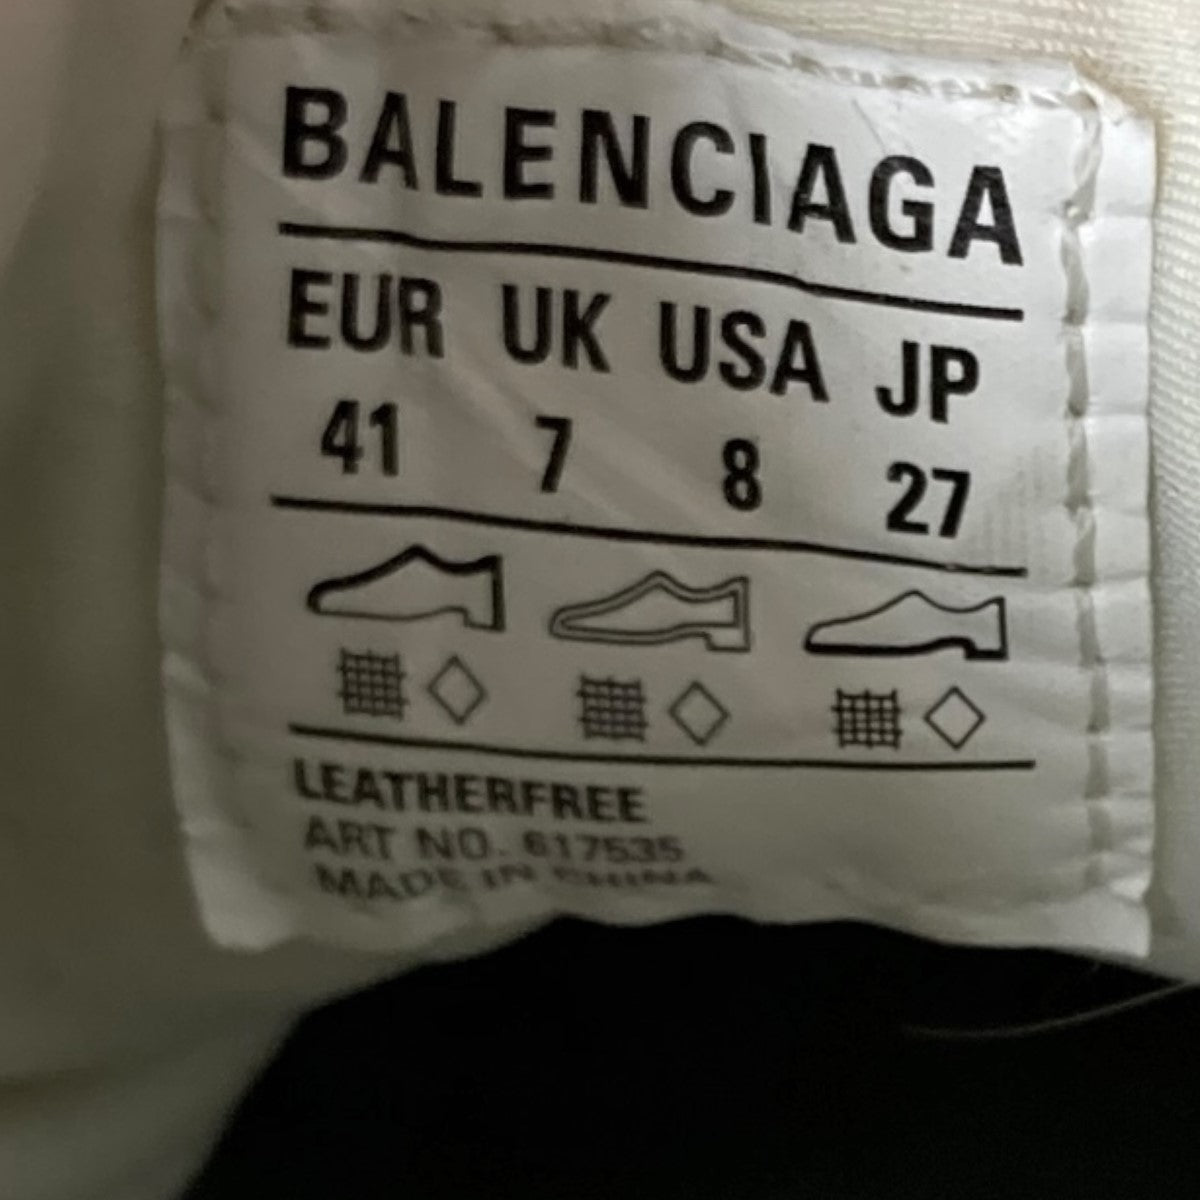 BALENCIAGA
EUR UK USA JP
41 7 8 27
LEATHERFREE
ART NO. 617535
MADE IN CHINA